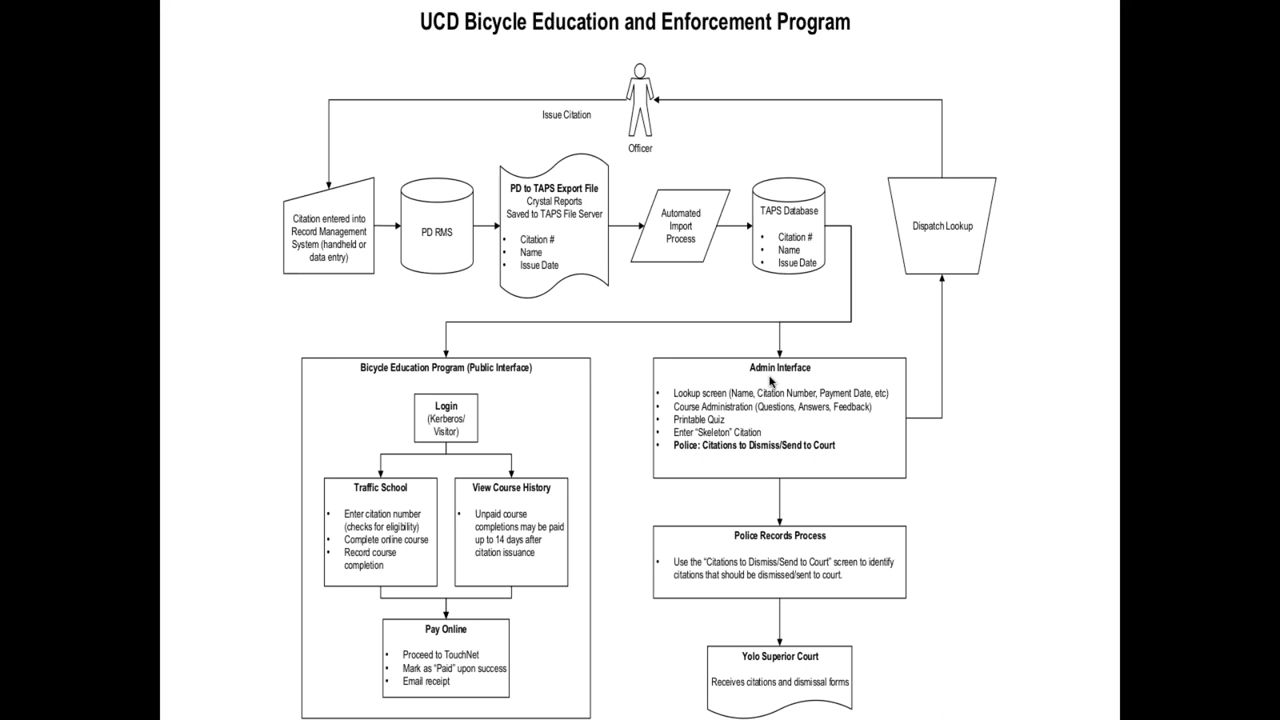 UCD Bicycle Education and Enforcement Program
Issue Citation
Officer
Citation entered into
Record Management
System (handheld or
data entry)
PD RMS
PD to TAPS Export File
Crystal Reports
Saved to TAPS File Server
• Citation #
• Name
• Issue Date
Automated
Import
Process
TAPS Database
• Citation #
• Name
• Issue Date
Dispatch Lookup
Bicycle Education Program (Public Interface)
Login
(Kerberos/
Visitor)
Traffic School
• Enter citation number
(checks for eligibility)
• Complete online course
• Record course
completion
View Course History
• Unpaid course
completions may be paid
up to 14 days after
citation issuance
Pay Online
• Proceed to TouchNet
• Mark as “Paid” upon success
• Email receipt
Admin Interface
• Lookup screen (Name, Citation Number, Payment Date, etc)
• Course Administration (Questions, Answers, Feedback)
• Printable Quiz
• Enter “Skeleton” Citation
• Police: Citations to Dismiss/Send to Court
Police Records Process
• Use the “Citations to Dismiss/Send to Court” screen to identify
citations that should be dismissed/sent to court.
Yolo Superior Court
Receives citations and dismissal forms